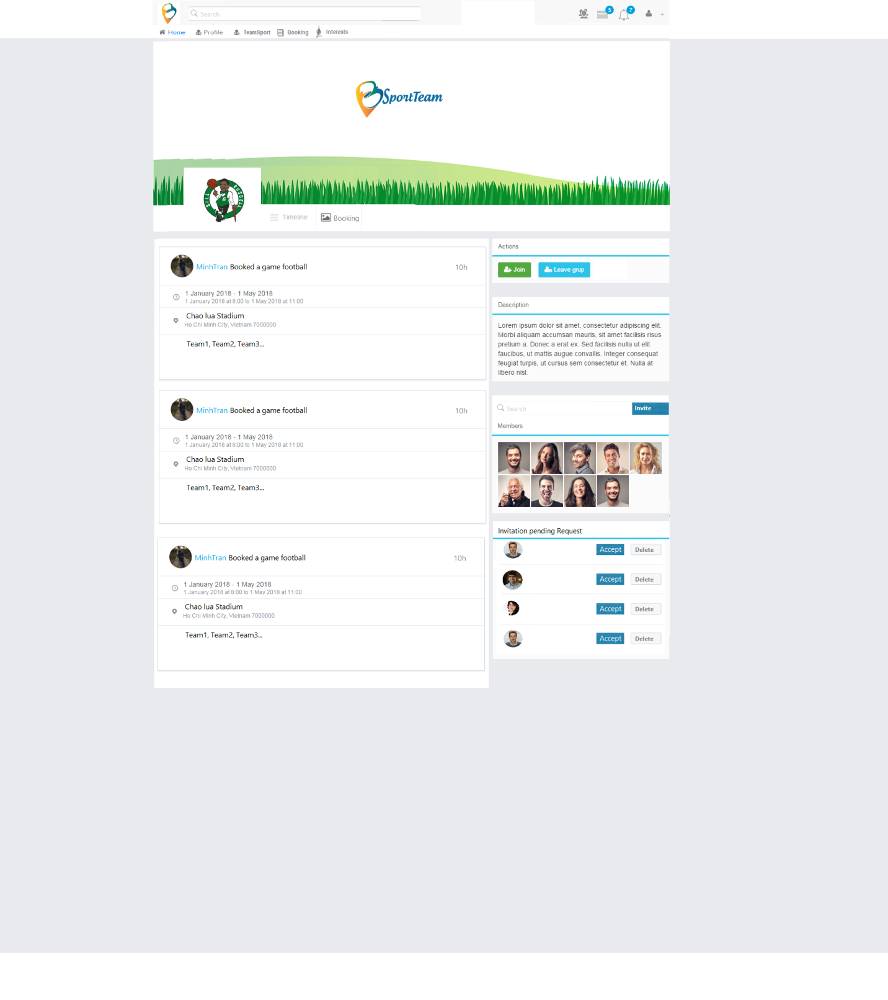 Search
5
7
Home
Profile
TeamSport
Booking
Interests
SportTeam
BILL RUSSELL
6
Timeline
Booking
MinhTran Booked a game football
10h
1 January 2018 - 1 May 2018
1 January 2018 at 8:00 to 1 May 2018 at 11:00
Chao lua Stadium
Ho Chi Minh City, Vietnam 7000000
Team1, Team2, Team3...
MinhTran Booked a game football
10h
1 January 2018 - 1 May 2018
1 January 2018 at 8:00 to 1 May 2018 at 11:00
Chao lua Stadium
Ho Chi Minh City, Vietnam 7000000
Team1, Team2, Team3...
MinhTran Booked a game football
10h
1 January 2018 - 1 May 2018
1 January 2018 at 8:00 to 1 May 2018 at 11:00
Chao lua Stadium
Ho Chi Minh City, Vietnam 7000000
Team1, Team2, Team3...
Actions
Join
Leave grup
Description
Lorem ipsum dolor sit amet, consectetur adipiscing elit.
Morbi aliquam accumsan mauris, sit amet facilisis risus
pretium a. Donec a erat ex. Sed facilisis nulla ut elit
faucibus, ut mattis augue convallis. Integer consequat
feugiat turpis, ut cursus sem consectetur et. Nulla at
libero nisl.
Search
Invite
Members
Invitation pending Request
Accept
Delete
Accept
Delete
Accept
Delete
Accept
Delete